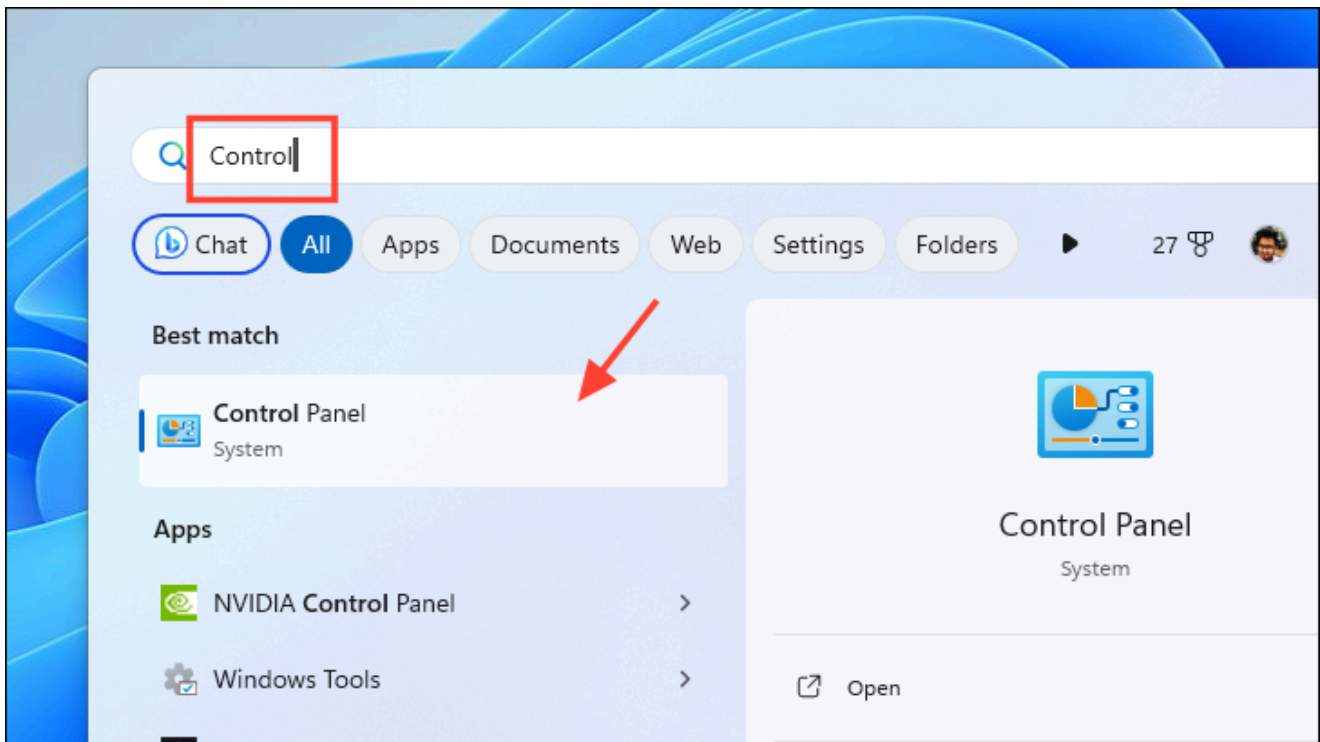 Control
Chat All Apps Documents Web Settings Folders 27
Best match
Control Panel
System
Apps
NVIDIA Control Panel
Windows Tools
Control Panel
System
Open